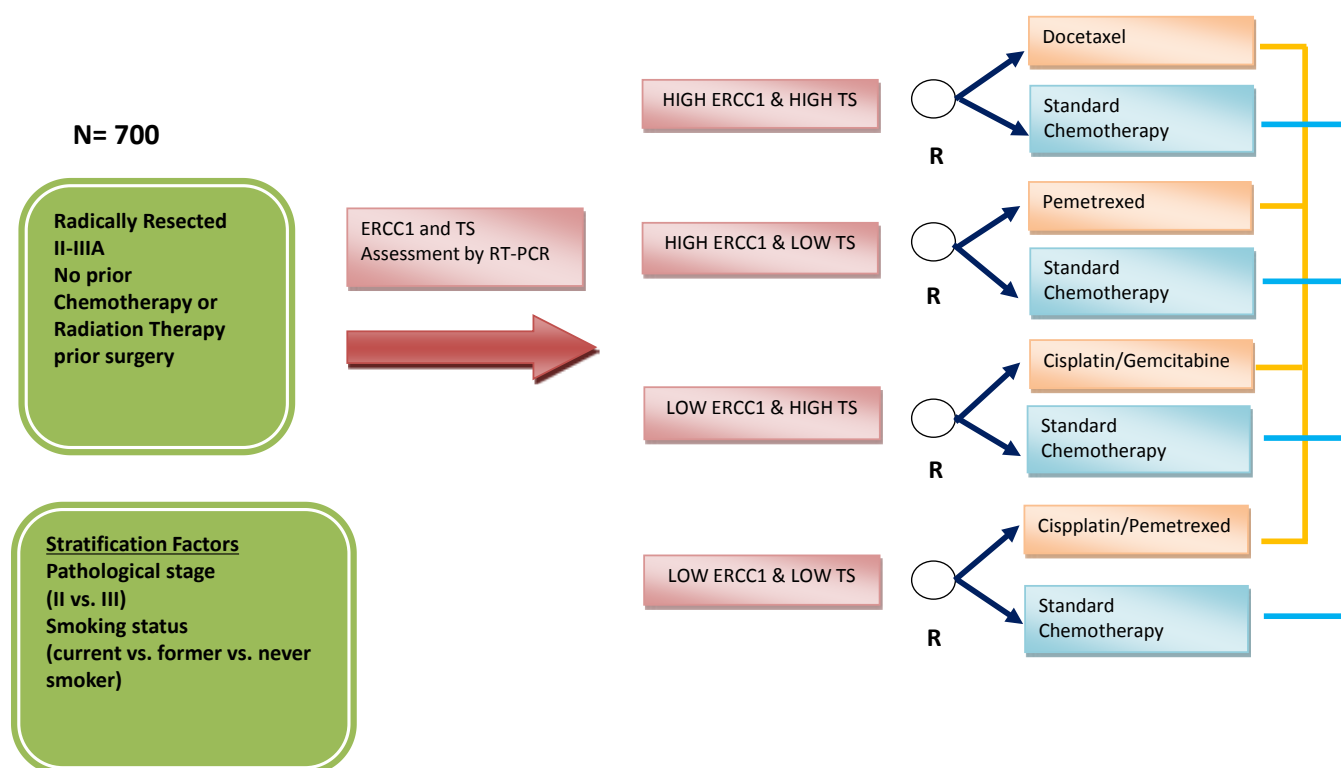 N= 700
Radically Resected
II-IIIA
No prior
Chemotherapy or
Radiation Therapy
prior surgery
Stratification Factors
Pathological stage
(II vs. III)
Smoking status
(current vs. former vs. never
smoker)
ERCC1 and TS
Assessment by RT-PCR
HIGH ERCC1 & HIGH TS
R
Docetaxel
Standard
Chemotherapy
HIGH ERCC1 & LOW TS
R
Pemetrexed
Standard
Chemotherapy
LOW ERCC1 & HIGH TS
R
Cisplatin/Gemcitabine
Standard
Chemotherapy
LOW ERCC1 & LOW TS
R
Cispplatin/Pemetrexed
Standard
Chemotherapy